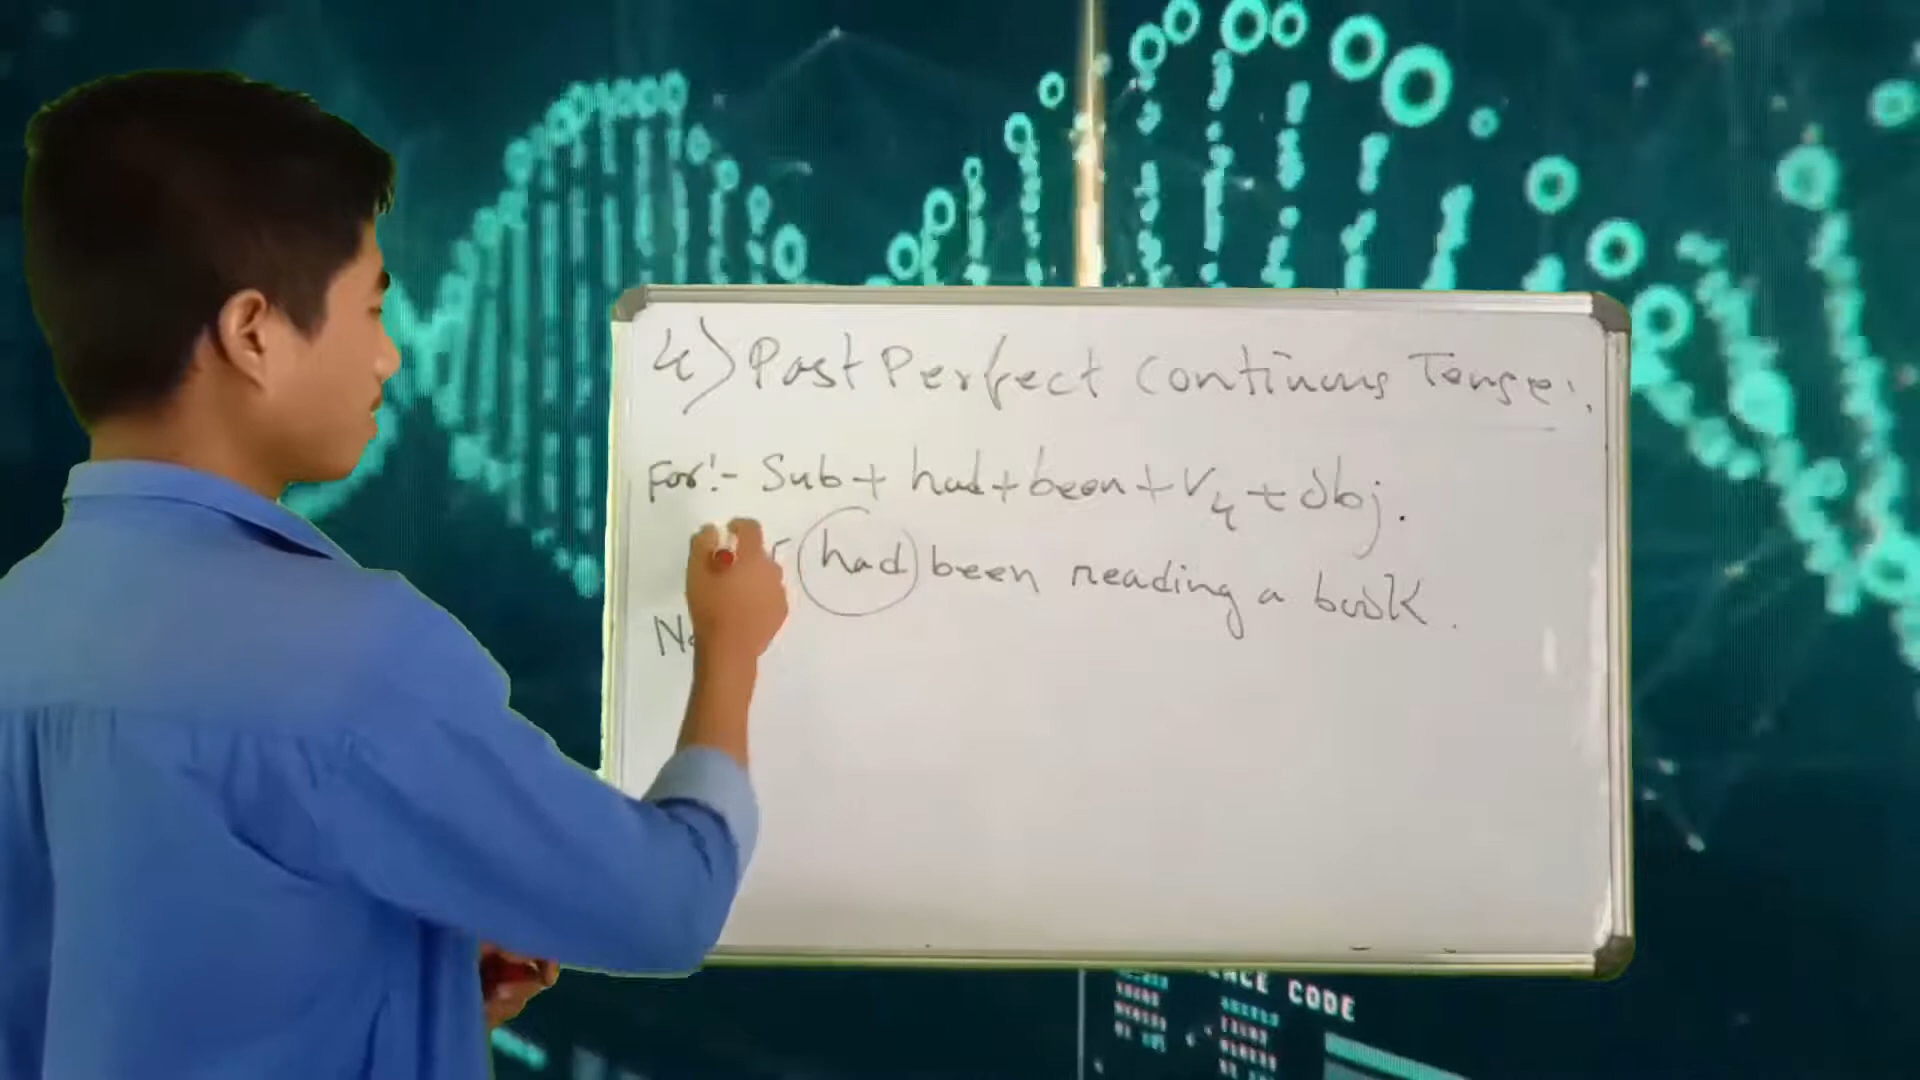 4) Past Perfect Continuous Tense:
For:- Sub + had + been + V4 + Obj.
had been reading a book.
CODE